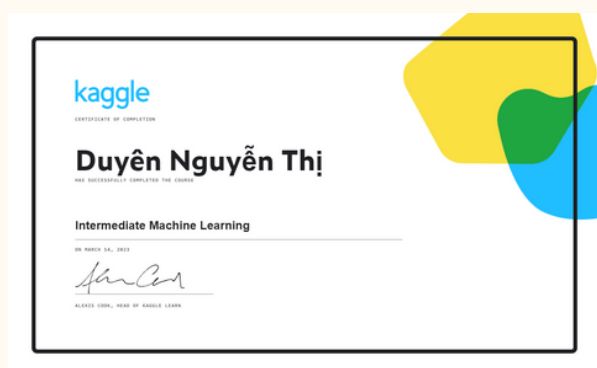 kaggle
CERTIFICATE OF COMPLETION
Duyên Nguyễn Thị
HAS SUCCESSFULLY COMPLETED THE COURSE
Intermediate Machine Learning
ON MARCH 14, 2023
ALEXIS COOK, HEAD OF KAGGLE LEARN